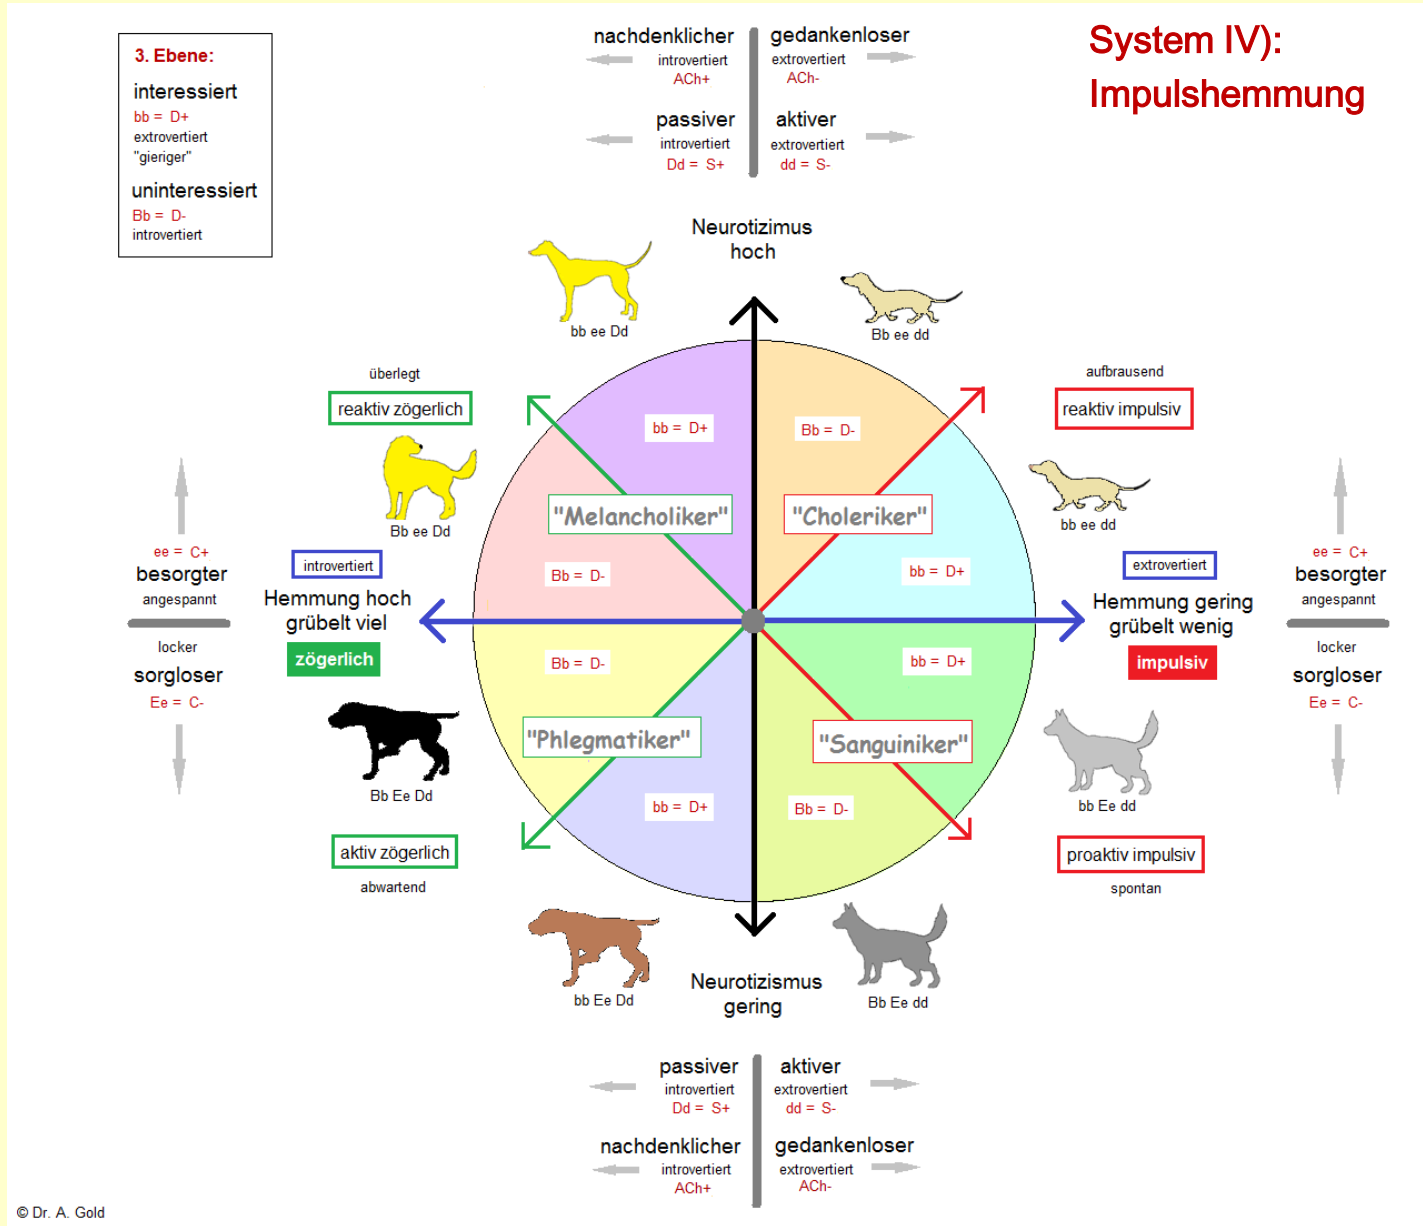 System IV):
Impulshemmung
3. Ebene:
interessiert
bb = D+
extrovertiert
"gieriger"
uninteressiert
Bb = D-
introvertiert
nachdenklicher
introvertiert
ACh+
gedankenloser
extrovertiert
ACh-
passiver
introvertiert
Dd = S+
aktiver
extrovertiert
dd = S-
Neurotizimus
hoch
bb ee Dd
Bb ee dd
überlegt
reaktiv zögerlich
aufbrausend
reaktiv impulsiv
bb = D+
Bb = D-
Bb ee Dd
bb ee dd
"Melancholiker"
"Choleriker"
ee = C+
besorgter
angespannt
locker
sorgloser
Ee = C-
introvertiert
Hemmung hoch
grübelt viel
zögerlich
Bb = D-
bb = D+
extrovertiert
Hemmung gering
grübelt wenig
impulsiv
ee = C+
besorgter
angespannt
locker
sorgloser
Ee = C-
Bb = D-
bb = D+
"Phlegmatiker"
"Sanguiniker"
Bb Ee Dd
bb Ee dd
bb = D+
Bb = D-
aktiv zögerlich
abwartend
proaktiv impulsiv
spontan
bb Ee Dd
Bb Ee dd
Neurotizismus
gering
passiver
introvertiert
Dd = S+
aktiver
extrovertiert
dd = S-
nachdenklicher
introvertiert
ACh+
gedankenloser
extrovertiert
ACh-
© Dr. A. Gold